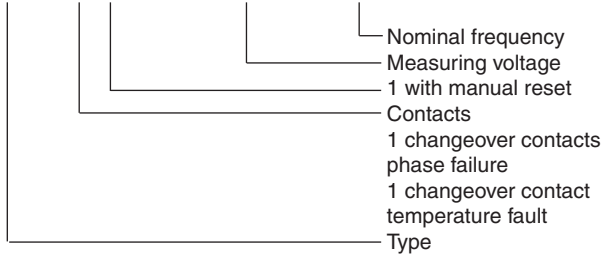 Nominal frequency
Measuring voltage
1 with manual reset
Contacts
1 changeover contacts
phase failure
1 changeover contact
temperature fault
Type